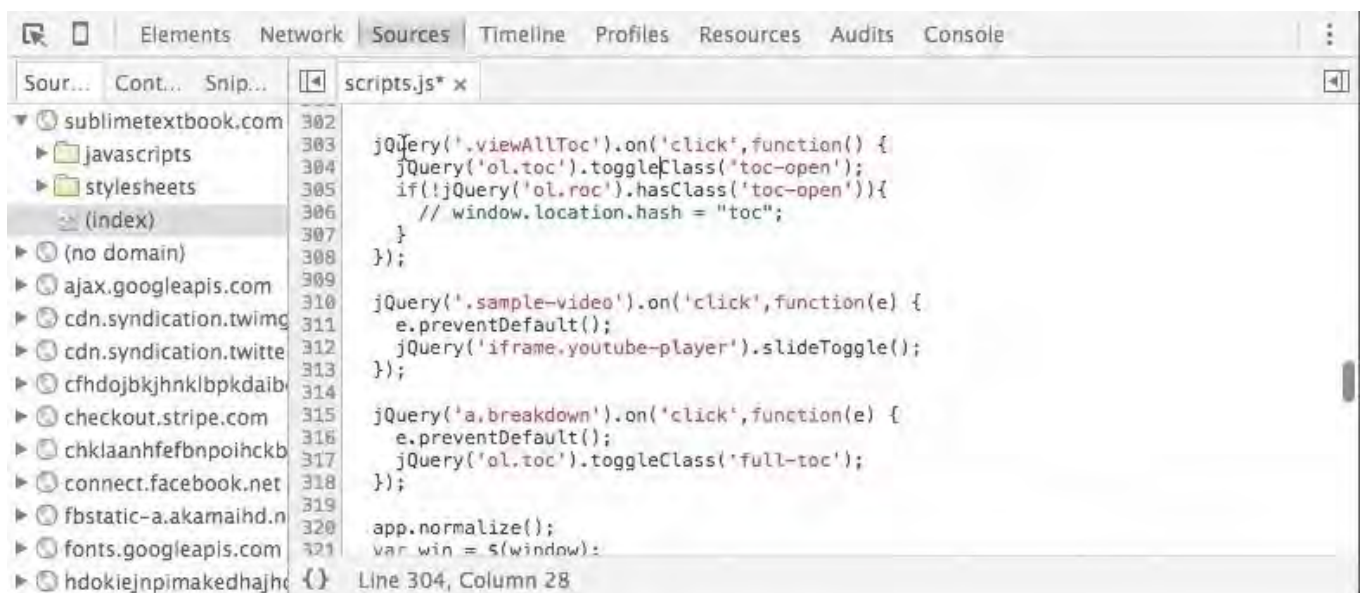 Elements Network Sources Timeline Profiles Resources Audits Console
Sour... Cont... Snip...
scripts.js* ×
sublimetextbook.com
javascripts
stylesheets
(index)
(no domain)
ajax.googleapis.com
cdn.syndication.twimg
cdn.syndication.twitte
cfhdojbkjhnklbpkdaib
checkout.stripe.com
chklaanhfefbnpoihckb
connect.facebook.net
fbstatic-a.akamaihd.n
fonts.googleapis.com
hdokiejnpimakedhajh
302
303 jQuery('.viewAllToc').on('click',function() {
304 jQuery('ol.toc').toggleClass('toc-open');
305 if(!jQuery('ol.roc').hasClass('toc-open')){
306 // window.location.hash = "toc";
307 }
308 });
309
310 jQuery('.sample-video').on('click',function(e) {
311 e.preventDefault();
312 jQuery('iframe.youtube-player').slideToggle();
313 });
314
315 jQuery('a.breakdown').on('click',function(e) {
316 e.preventDefault();
317 jQuery('ol.toc').toggleClass('full-toc');
318 });
319
320 app.normalize();
321 var win = $(window);
{} Line 304, Column 28